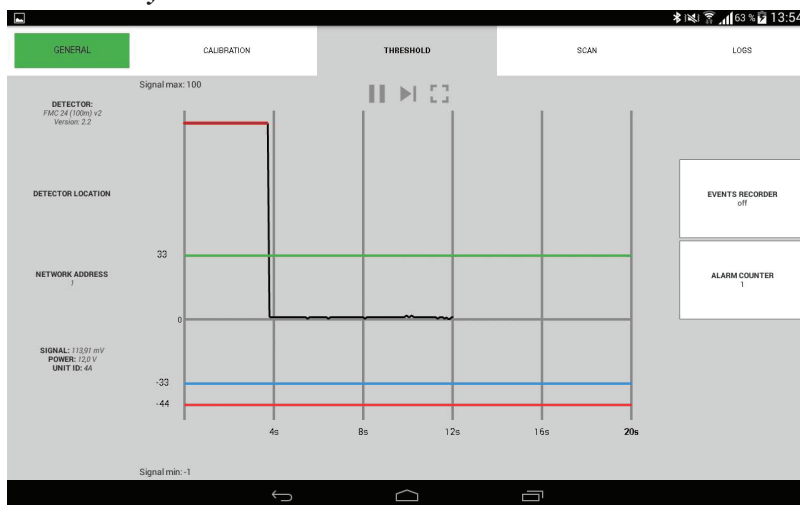 63 % 13:54
GENERAL
CALIBRATION
THRESHOLD
SCAN
LOGS
Signal max: 100
DETECTOR:
FMC 24 (100m) v2
Version: 2.2
DETECTOR LOCATION
NETWORK ADDRESS
1
SIGNAL: 113,91 mV
POWER: 12,0 V
UNIT ID: 4A
33
0
-33
-44
4s 8s 12s 16s 20s
Signal min: -1
EVENTS RECORDER
off
ALARM COUNTER
1